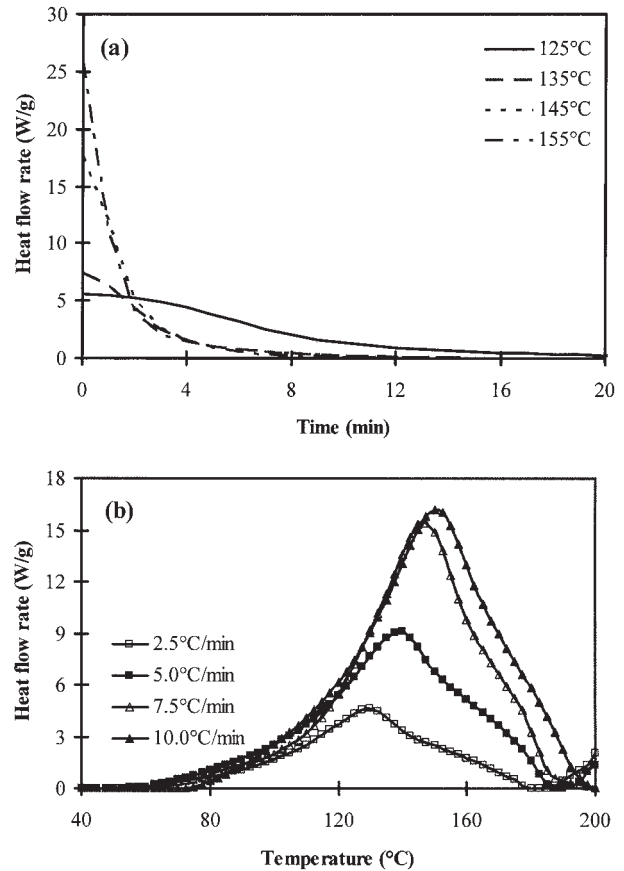 (a)
Heat flow rate (W/g)
30
25
20
15
10
5
0
125°C
135°C
145°C
155°C
0 4 8 12 16 20
Time (min)
(b)
Heat flow rate (W/g)
18
15
12
9
6
3
0
2.5°C/min
5.0°C/min
7.5°C/min
10.0°C/min
40 80 120 160 200
Temperature (°C)